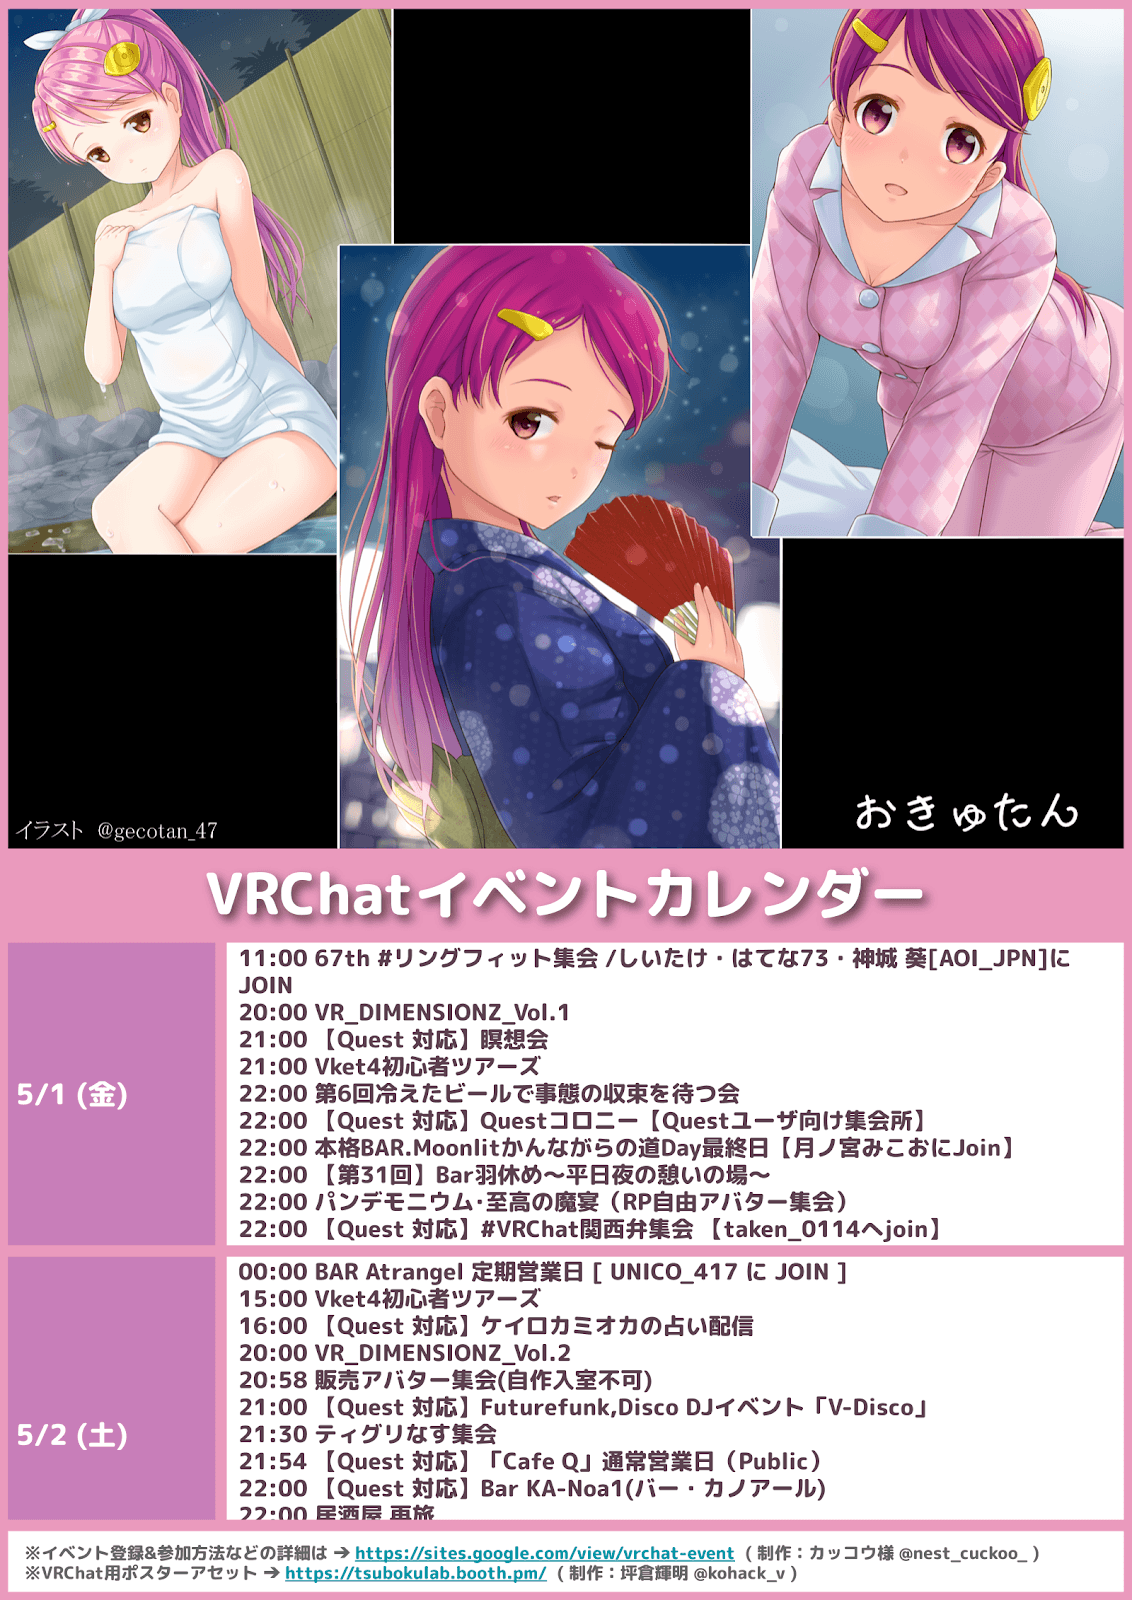 イラスト @gecotan_47
おきゅたん
VRChatイベントカレンダー
5/1 (金)
11:00 67th #リングフィット集会 /しいたけ・はてな73・神城 葵[AOI_JPN]に
JOIN
20:00 VR_DIMENSIONZ_Vol.1
21:00 【Quest 対応】瞑想会
21:00 Vket4初心者ツアーズ
22:00 第6回冷えたビールで事態の収束を待つ会
22:00 【Quest 対応】Questコロニー【Questユーザ向け集会所】
22:00 本格BAR.Moonlitかんながらの道Day最終日【月ノ宮みこおにJoin】
22:00 【第31回】Bar羽休め～平日夜の憩いの場～
22:00 パンデモニウム･至高の魔宴（RP自由アバター集会）
22:00 【Quest 対応】#VRChat関西弁集会 【taken_0114へjoin】
5/2 (土)
00:00 BAR Atrangel 定期営業日 [ UNICO_417 に JOIN ]
15:00 Vket4初心者ツアーズ
16:00 【Quest 対応】ケイロカミオカの占い配信
20:00 VR_DIMENSIONZ_Vol.2
20:58 販売アバター集会(自作入室不可)
21:00 【Quest 対応】Futurefunk,Disco DJイベント「V-Disco」
21:30 ティグリなす集会
21:54 【Quest 対応】「Cafe Q」通常営業日（Public）
22:00 【Quest 対応】Bar KA-Noa1(バー・カノアール)
22:00 居酒屋 再旅
※イベント登録&参加方法などの詳細は ➔ https://sites.google.com/view/vrchat-event ( 制作：カッコウ様 @nest_cuckoo_ )
※VRChat用ポスターアセット ➔ https://tsubokulab.booth.pm/ ( 制作：坪倉輝明 @kohack_v )